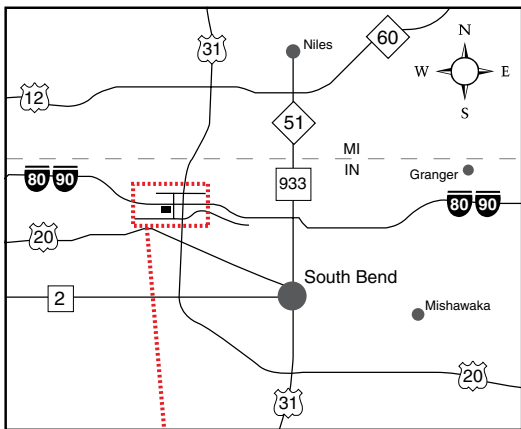 31
60
Niles
N
W E
S
12
51
MI
IN
Granger
80 90
933
80 90
20
South Bend
2
Mishawaka
20
31